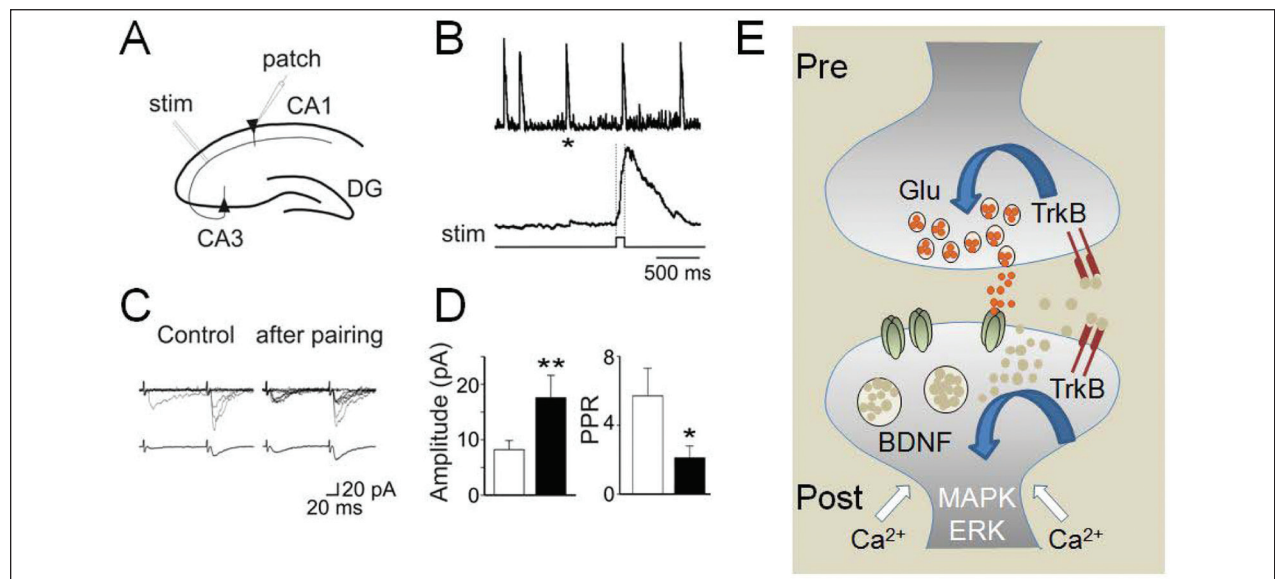 A
patch
stim
CA1
DG
CA3
B
*
stim
500 ms
C
Control
after pairing
20 pA
20 ms
D
Amplitude (pA)
20
10
0
**
PPR
8
4
0
*
E
Pre
Glu
TrkB
TrkB
BDNF
Post
MAPK
ERK
Ca²⁺
Ca²⁺